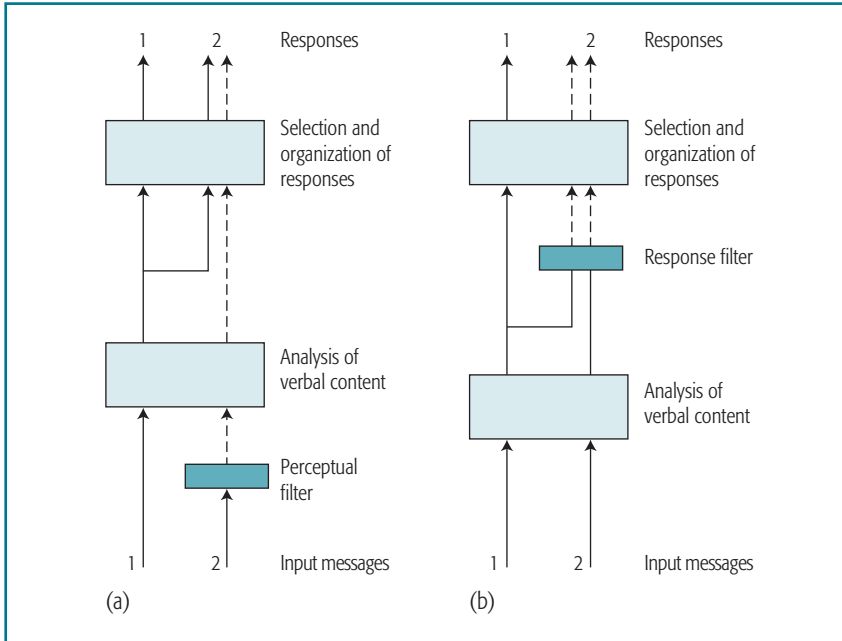 1 2 Responses
Selection and
organization of
responses
Analysis of
verbal content
Perceptual
filter
1 2 Input messages
(a)
1 2 Responses
Selection and
organization of
responses
Response filter
Analysis of
verbal content
1 2 Input messages
(b)